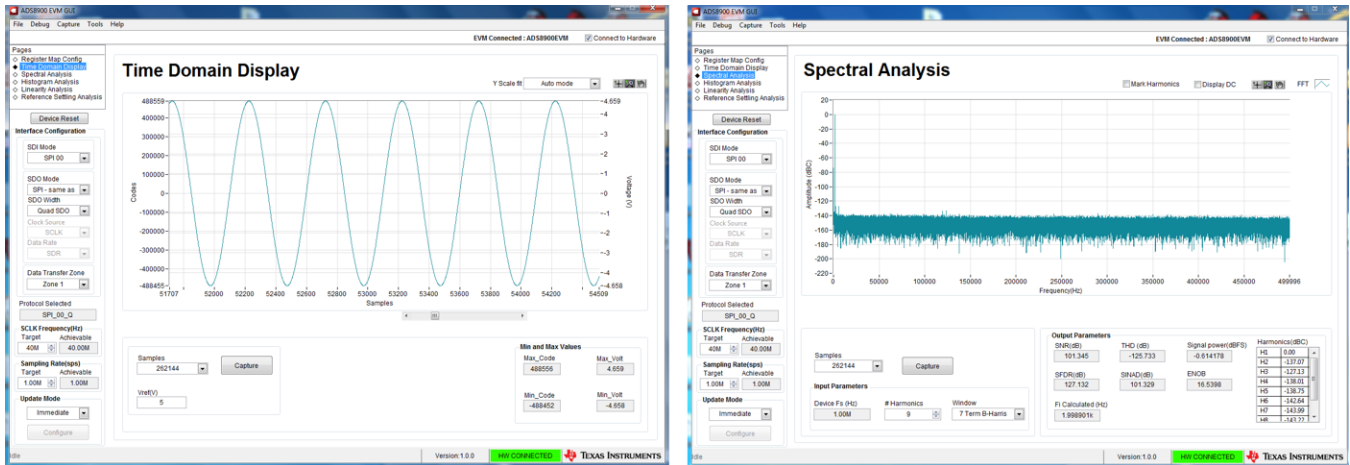 ADS8900 EVM GUI
File Debug Capture Tools Help
EVM Connected : ADS8900EVM Connect to Hardware
Pages
Register Map Config
Time Domain Display
Spectral Analysis
Histogram Analysis
Linearity Analysis
Reference Settling Analysis
Device Reset
Interface Configuration
SDI Mode
SPI 00
SDO Mode
SPI - same as
SDO Width
Quad SDO
Clock Source
SCLK
Data Rate
SDR
Data Transfer Zone
Zone 1
Protocol Selected
SPI_00_Q
SCLK Frequency(Hz)
Target Achievable
40M 40.00M
Sampling Rate(sps)
Target Achievable
1.00M 1.00M
Update Mode
Immediate
Configure
Idle
Time Domain Display
Y Scale fit Auto mode
488559
400000
300000
200000
100000
0
-100000
-200000
-300000
-400000
-488455
Codes
4.659
4
3
2
1
0
-1
-2
-3
-4
-4.658
Voltage (V)
51707 52000 52200 52400 52600 52800 53000 53200 53400 53600 53800 54000 54200 54509
Samples
Samples
262144
Capture
Vref(V)
5
Min and Max Values
Max_Code Max_Volt
488556 4.659
Min_Code Min_Volt
-488452 -4.658
Version:1.0.0 HW CONNECTED TEXAS INSTRUMENTS
ADS8900 EVM GUI
File Debug Capture Tools Help
EVM Connected : ADS8900EVM Connect to Hardware
Pages
Register Map Config
Time Domain Display
Spectral Analysis
Histogram Analysis
Linearity Analysis
Reference Settling Analysis
Device Reset
Interface Configuration
SDI Mode
SPI 00
SDO Mode
SPI - same as
SDO Width
Quad SDO
Clock Source
SCLK
Data Rate
SDR
Data Transfer Zone
Zone 1
Protocol Selected
SPI_00_Q
SCLK Frequency(Hz)
Target Achievable
40M 40.00M
Sampling Rate(sps)
Target Achievable
1.00M 1.00M
Update Mode
Immediate
Configure
Idle
Spectral Analysis
Mark Harmonics Display DC FFT
20
0
-20
-40
-60
-80
-100
-120
-140
-160
-180
-200
-220
Amplitude (dBC)
0 50000 100000 150000 200000 250000 300000 350000 400000 450000 499996
Frequency(Hz)
Samples
262144
Capture
Input Parameters
Device Fs (Hz) # Harmonics Window
1.00M 9 7 Term B-Harris
Output Parameters
SNR(dB) THD (dB) Signal power(dBFS)
101.345 -125.733 -0.614178
SFDR(dB) SINAD(dB) ENOB
127.132 101.329 16.5398
Fi Calculated (Hz)
1.998901k
Harmonics(dBC)
H1 0.00
H2 -137.07
H3 -127.13
H4 -138.01
H5 -138.75
H6 -142.64
H7 -143.99
H8 -143.22
Version:1.0.0 HW CONNECTED TEXAS INSTRUMENTS